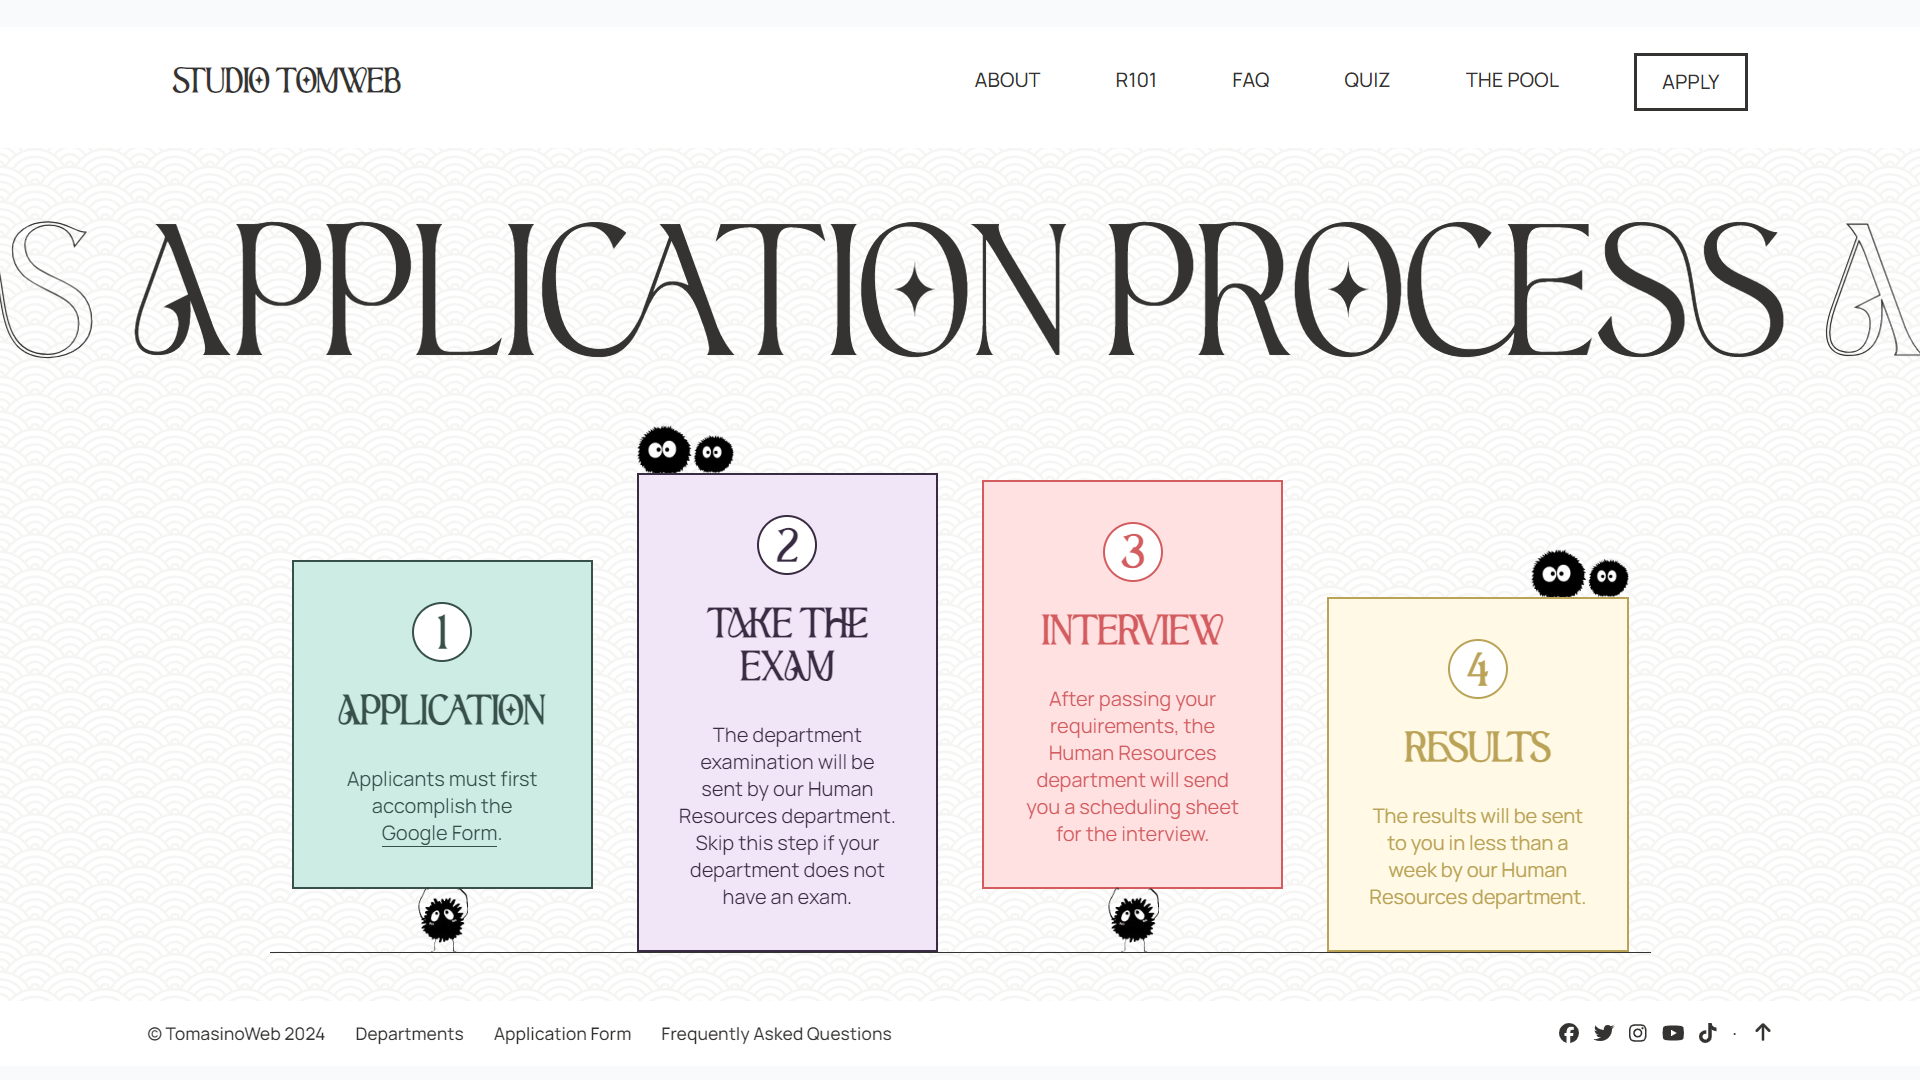 STUDIO TOMWEB
ABOUT
R101
FAQ
QUIZ
THE POOL
APPLY
S APPLICATION PROCESS A
1
APPLICATION
Applicants must first
accomplish the
Google Form.
2
TAKE THE
EXAM
The department
examination will be
sent by our Human
Resources department.
Skip this step if your
department does not
have an exam.
3
INTERVIEW
After passing your
requirements, the
Human Resources
department will send
you a scheduling sheet
for the interview.
4
RESULTS
The results will be sent
to you in less than a
week by our Human
Resources department.
© TomasinoWeb 2024
Departments
Application Form
Frequently Asked Questions